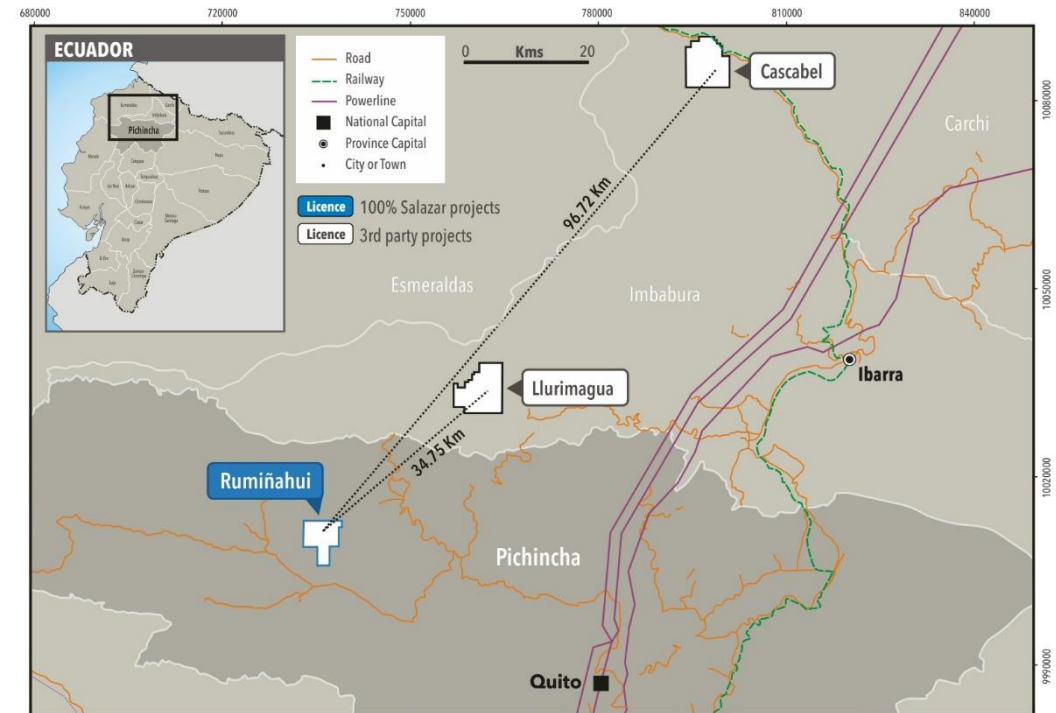 680000
720000
750000
780000
810000
840000
ECUADOR
Pichincha
Road
Railway
Powerline
National Capital
Province Capital
City or Town
Licence 100% Salazar projects
Licence 3rd party projects
0 Kms 20
Cascabel
Carchi
10080000
96.72 Km
Esmeraldas
Imbabura
10050000
Ibarra
Llurimagua
34.75 Km
10020000
Rumiñahui
Pichincha
9990000
Quito